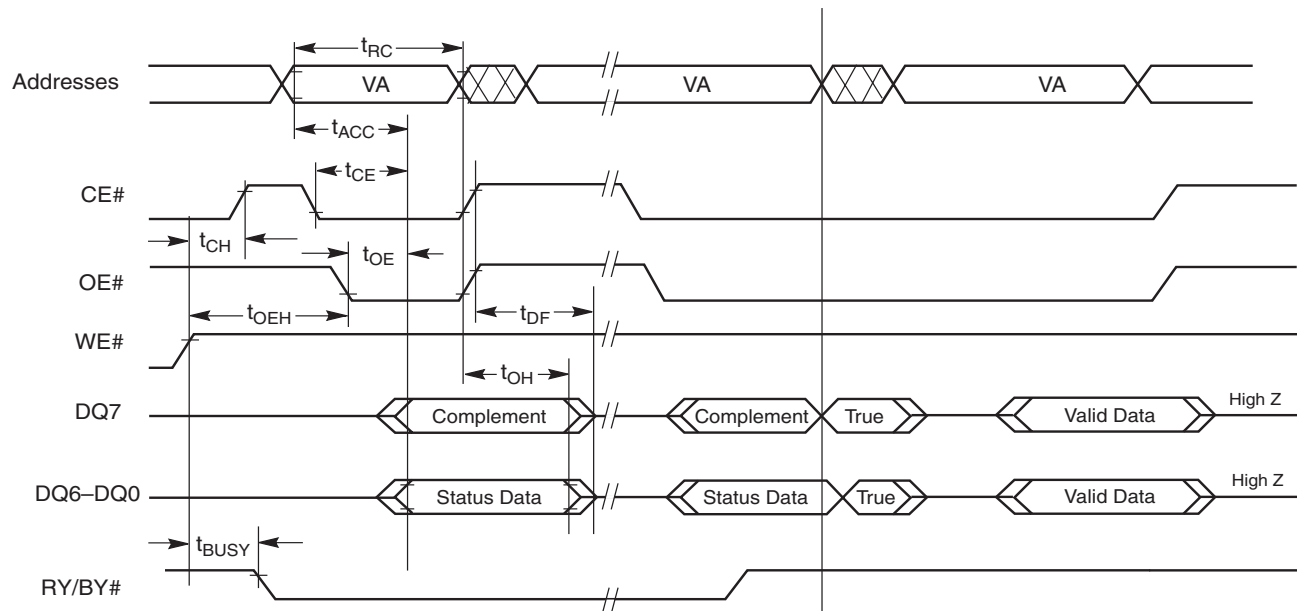 tRC
Addresses VA VA VA
tACC
tCE
CE#
tCH tOE
OE#
tOEH tDF
WE#
tOH
DQ7 Complement Complement True Valid Data High Z
DQ6–DQ0 Status Data Status Data True Valid Data High Z
tBUSY
RY/BY#